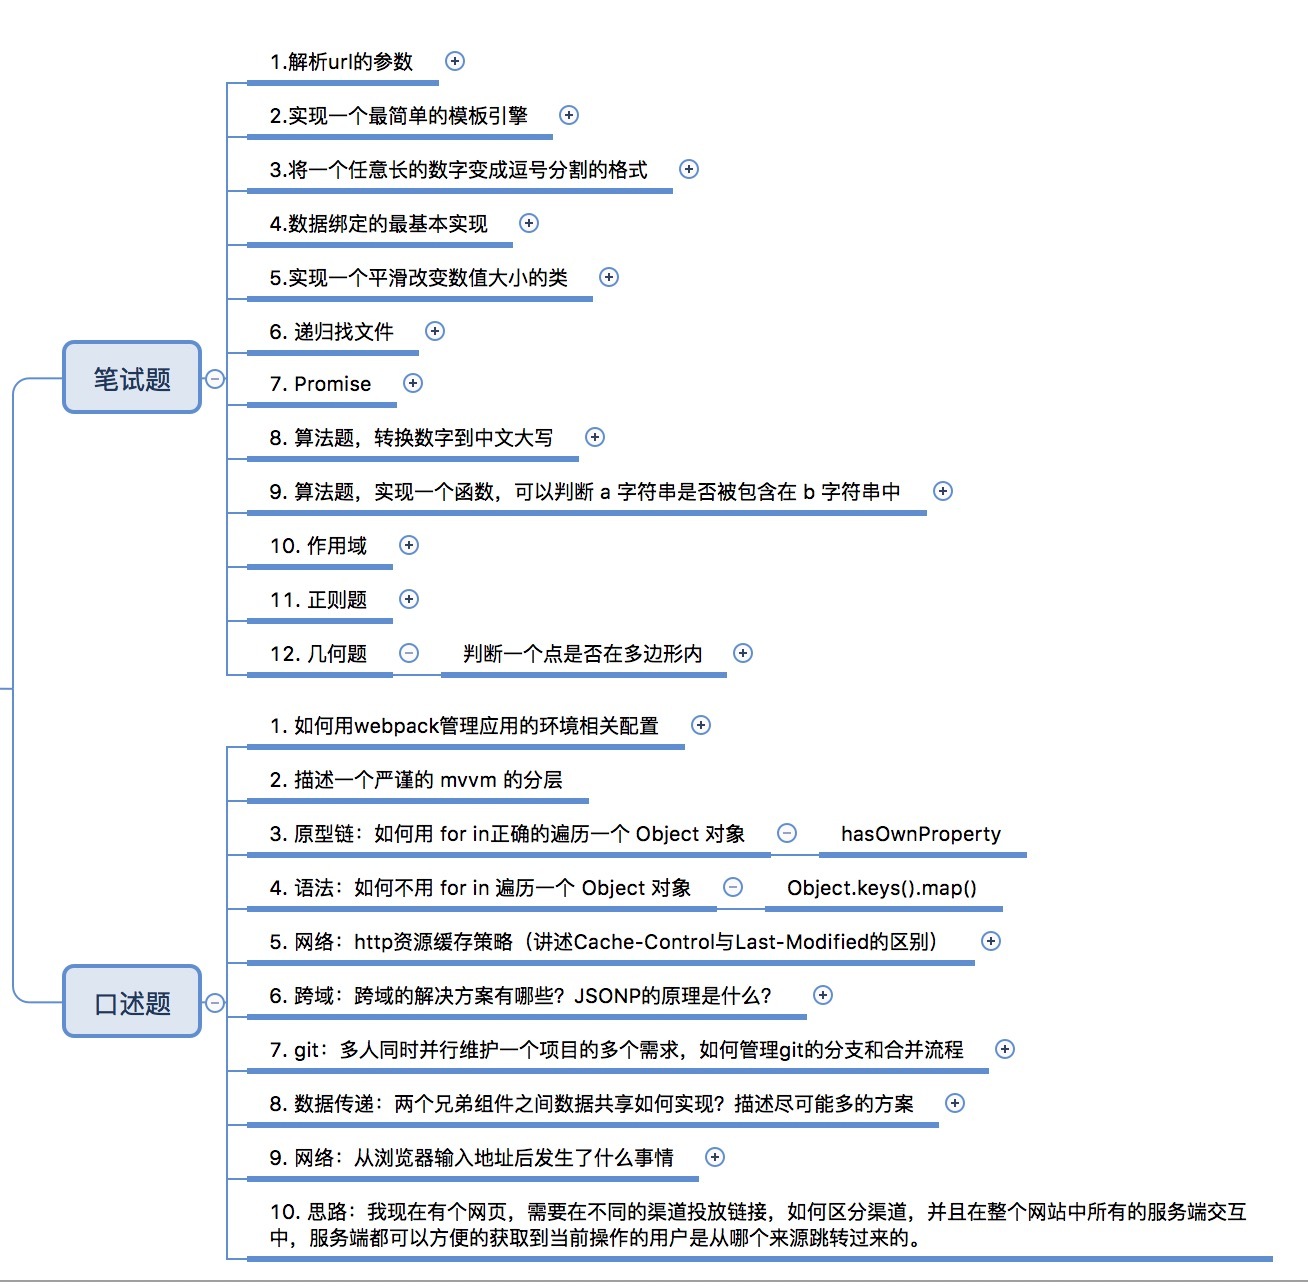 笔试题
1.解析url的参数
2.实现一个最简单的模板引擎
3.将一个任意长的数字变成逗号分割的格式
4.数据绑定的最基本实现
5.实现一个平滑改变数值大小的类
6. 递归找文件
7. Promise
8. 算法题，转换数字到中文大写
9. 算法题，实现一个函数，可以判断 a 字符串是否被包含在 b 字符串中
10. 作用域
11. 正则题
12. 几何题
判断一个点是否在多边形内
口述题
1. 如何用webpack管理应用的环境相关配置
2. 描述一个严谨的 mvvm 的分层
3. 原型链：如何用 for in正确的遍历一个 Object 对象
hasOwnProperty
4. 语法：如何不用 for in 遍历一个 Object 对象
Object.keys().map()
5. 网络：http资源缓存策略（讲述Cache-Control与Last-Modified的区别）
6. 跨域：跨域的解决方案有哪些？JSONP的原理是什么？
7. git：多人同时并行维护一个项目的多个需求，如何管理git的分支和合并流程
8. 数据传递：两个兄弟组件之间数据共享如何实现？描述尽可能多的方案
9. 网络：从浏览器输入地址后发生了什么事情
10. 思路：我现在有个网页，需要在不同的渠道投放链接，如何区分渠道，并且在整个网站中所有的服务端交互
中，服务端都可以方便的获取到当前操作的用户是从哪个来源跳转过来的。